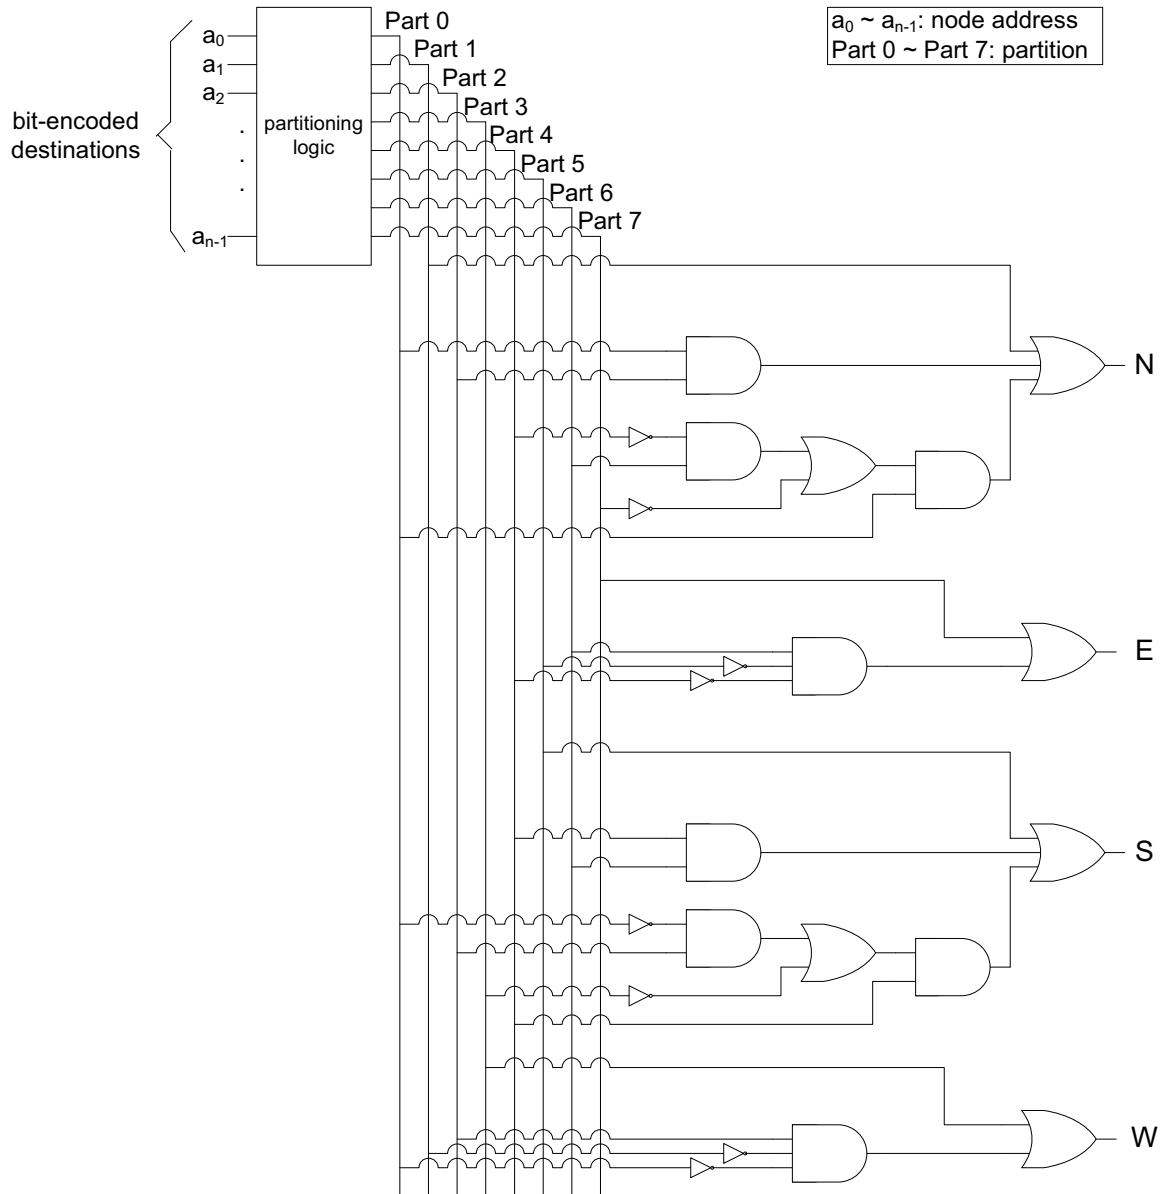 Part 0
a0 ~ an-1: node address
Part 0 ~ Part 7: partition
a0
Part 1
a1
Part 2
a2
Part 3
bit-encoded
destinations
.
.
.
partitioning
logic
Part 4
Part 5
Part 6
Part 7
an-1
N
E
S
W